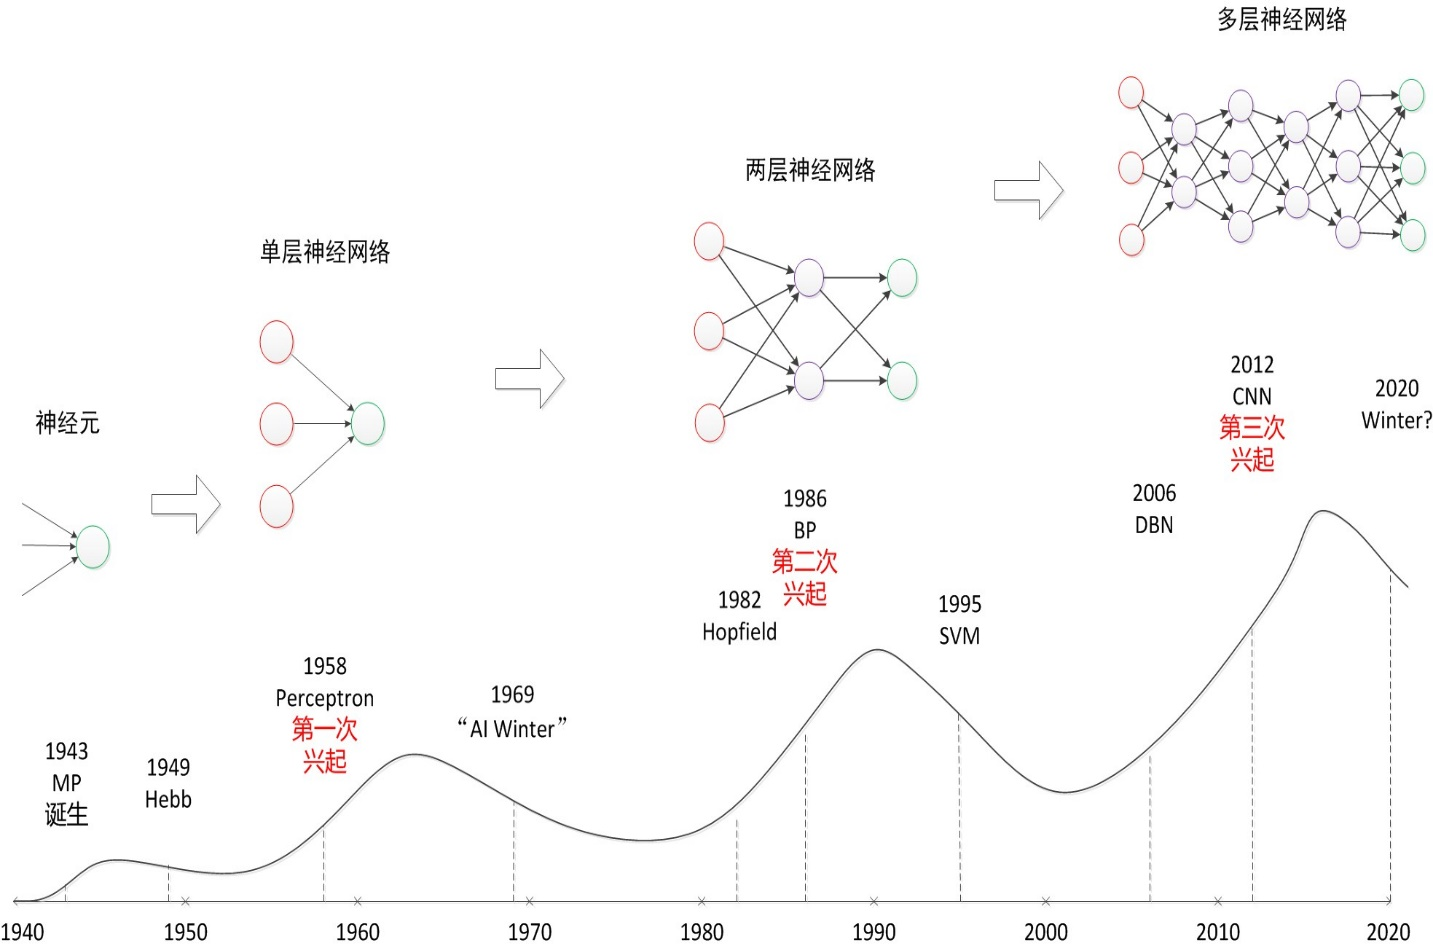 多层神经网络
两层神经网络
单层神经网络
神经元
2012
CNN
第三次
兴起
2020
Winter?
1986
BP
第二次
兴起
2006
DBN
1982
Hopfield
1995
SVM
1958
Perceptron
第一次
兴起
1969
“AI Winter”
1943
MP
诞生
1949
Hebb
1940 1950 1960 1970 1980 1990 2000 2010 2020